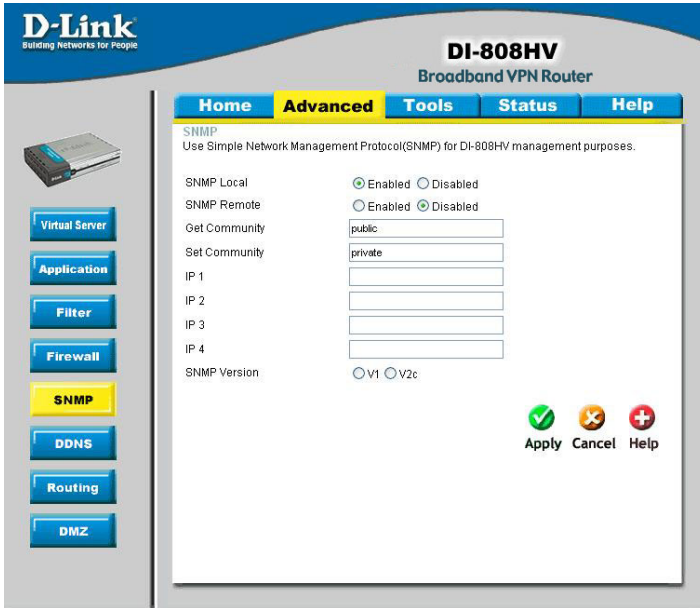 D-Link
Building Networks for People
DI-808HV
Broadband VPN Router
Home Advanced Tools Status Help
SNMP
Use Simple Network Management Protocol(SNMP) for DI-808HV management purposes.
SNMP Local Enabled Disabled
SNMP Remote Enabled Disabled
Get Community public
Set Community private
IP 1
IP 2
IP 3
IP 4
SNMP Version V1 V2c
Apply Cancel Help
Virtual Server
Application
Filter
Firewall
SNMP
DDNS
Routing
DMZ